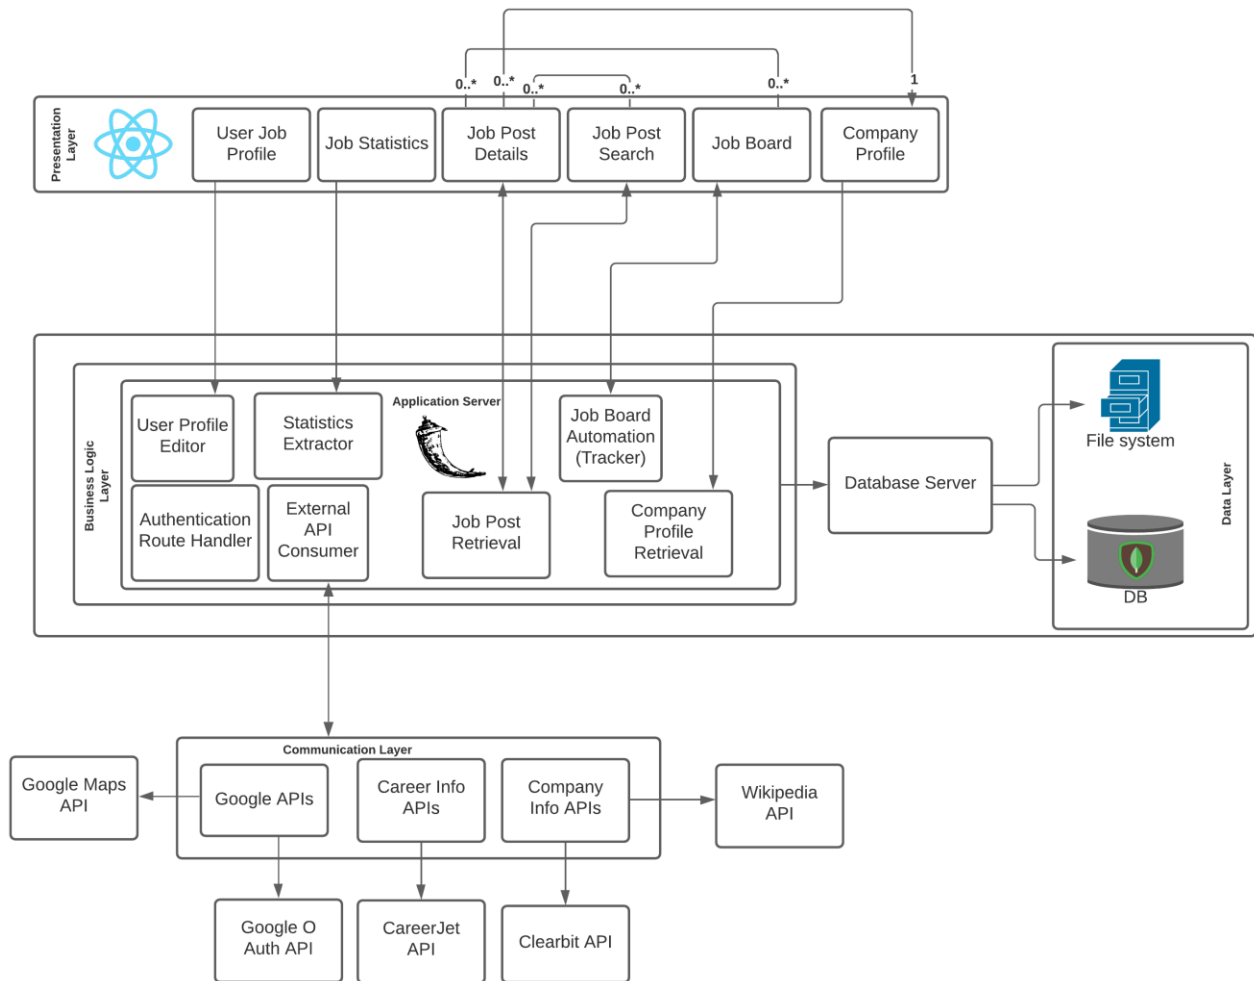 0..*
0..*
0..*
0..*
0..*
1
Presentation
Layer
User Job
Profile
Job Statistics
Job Post
Details
Job Post
Search
Job Board
Company
Profile
Business Logic
Layer
Application Server
User Profile
Editor
Statistics
Extractor
Job Board
Automation
(Tracker)
Authentication
Route Handler
External
API
Consumer
Job Post
Retrieval
Company
Profile
Retrieval
Database Server
File system
DB
Data Layer
Communication Layer
Google Maps
API
Google APIs
Career Info
APIs
Company
Info APIs
Wikipedia
API
Google O
Auth API
CareerJet
API
Clearbit API